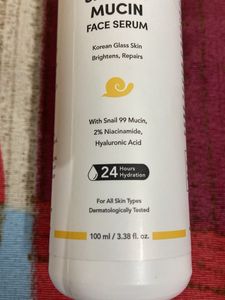 MUCIN
FACE SERUM
Korean Glass Skin
Brightens, Repairs
With Snail 99 Mucin,
2% Niacinamide,
Hyaluronic Acid
24 Hours
Hydration
For All Skin Types
Dermatologically Tested
100 ml / 3.38 fl. oz.